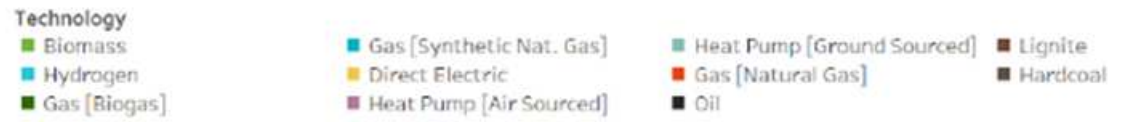 Technology
Biomass Gas [Synthetic Nat. Gas] Heat Pump [Ground Sourced] Lignite
Hydrogen Direct Electric Gas [Natural Gas] Hardcoal
Gas [Biogas] Heat Pump [Air Sourced] Oil